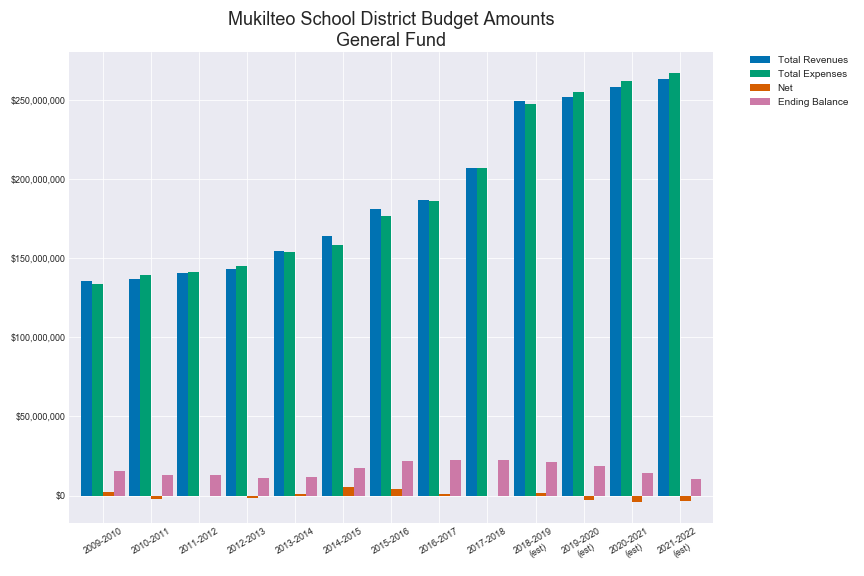 Mukilteo School District Budget Amounts
General Fund
Total Revenues
Total Expenses
Net
Ending Balance
$250,000,000
$200,000,000
$150,000,000
$100,000,000
$50,000,000
$0
2009-2010
2010-2011
2011-2012
2012-2013
2013-2014
2014-2015
2015-2016
2016-2017
2017-2018
2018-2019
(est)
2019-2020
(est)
2020-2021
(est)
2021-2022
(est)